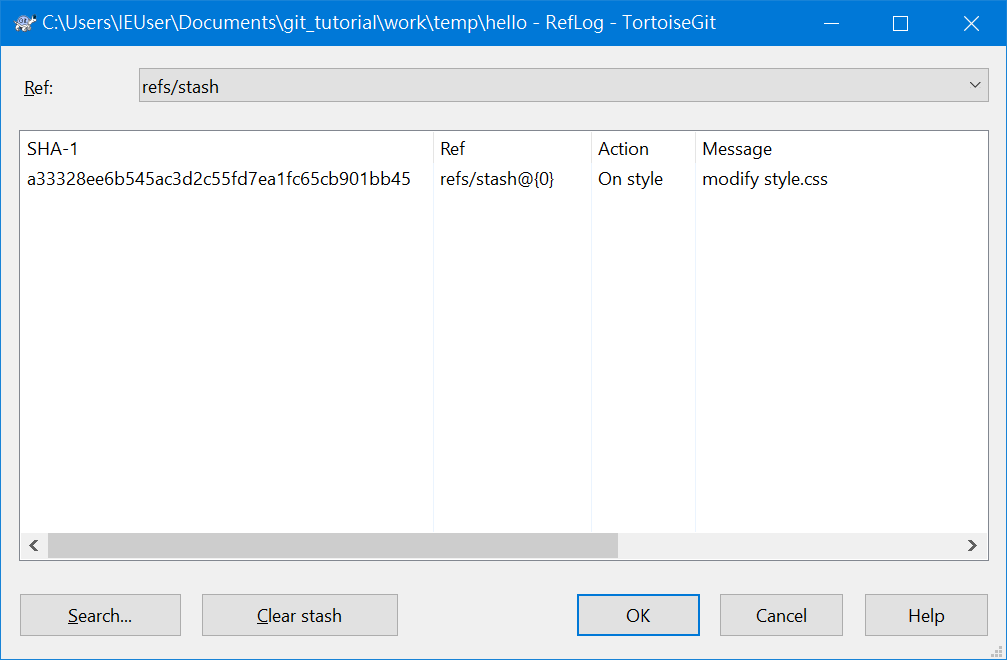 C:\Users\IEUser\Documents\git_tutorial\work\temp\hello - RefLog - TortoiseGit
Ref: refs/stash
SHA-1 Ref Action Message
a33328ee6b545ac3d2c55fd7ea1fc65cb901bb45 refs/stash@{0} On style modify style.css
Search... Clear stash OK Cancel Help